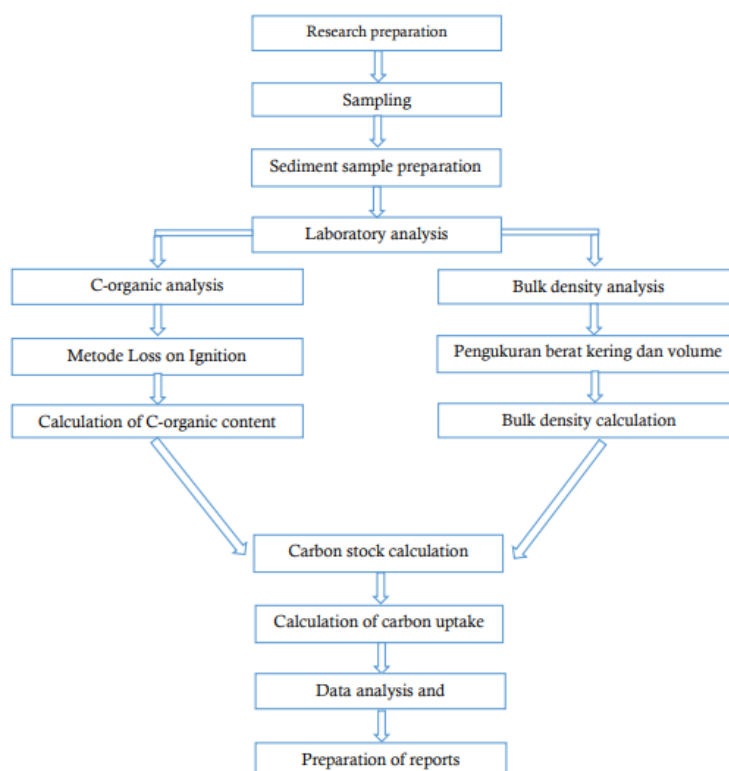 Research preparation
Sampling
Sediment sample preparation
Laboratory analysis
C-organic analysis
Bulk density analysis
Metode Loss on Ignition
Pengukuran berat kering dan volume
Calculation of C-organic content
Bulk density calculation
Carbon stock calculation
Calculation of carbon uptake
Data analysis and
Preparation of reports